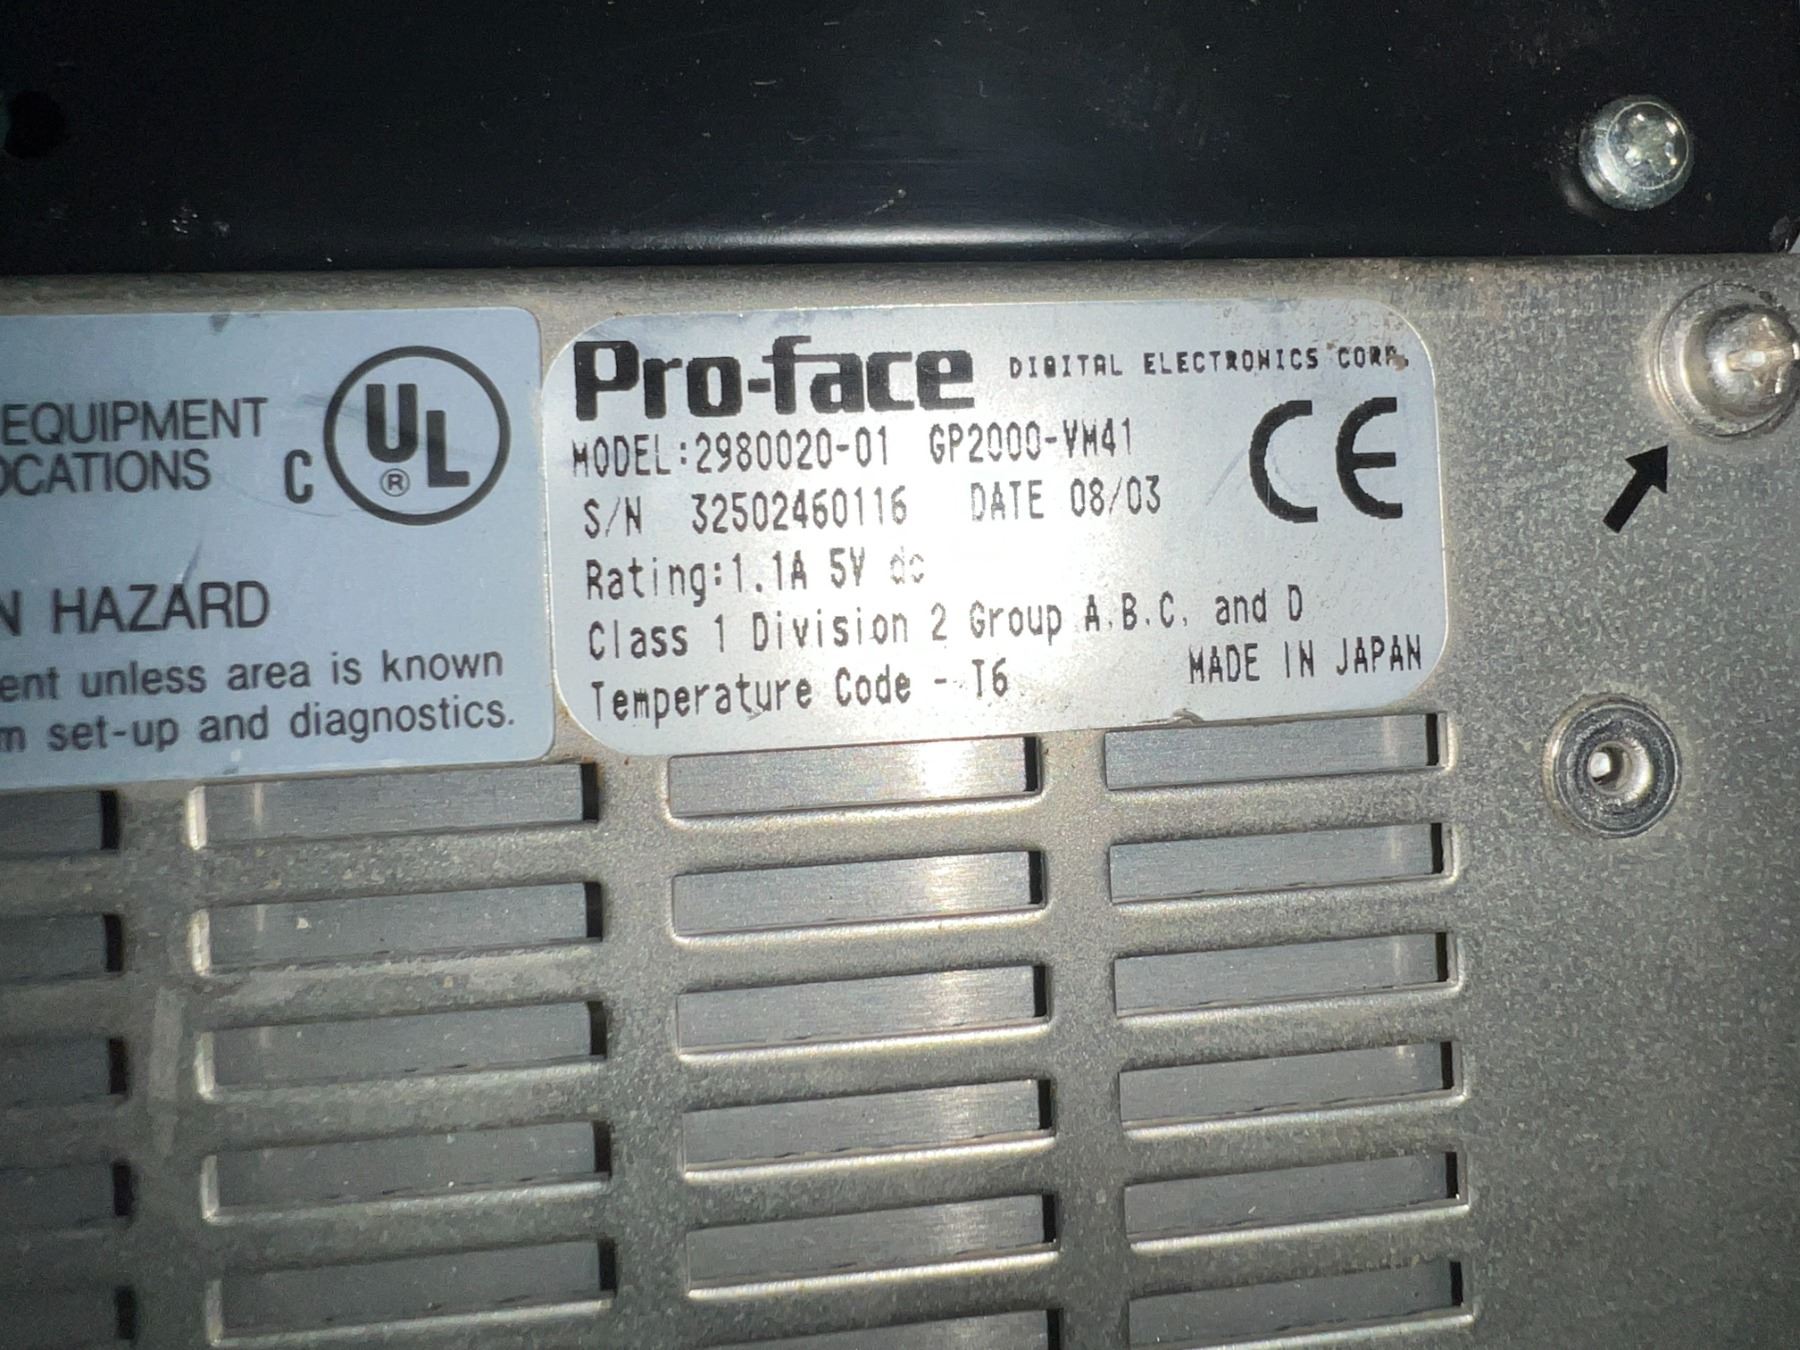 EQUIPMENT
OCATIONS
C UL ®
N HAZARD
ent unless area is known
m set-up and diagnostics.
Pro-face DIGITAL ELECTRONICS CORP.
MODEL:2980020-01 GP2000-VM41
S/N 32502460116 DATE 08/03
CE
Rating:1.1A 5V dc
Class 1 Division 2 Group A.B.C. and D
Temperature Code - T6
MADE IN JAPAN